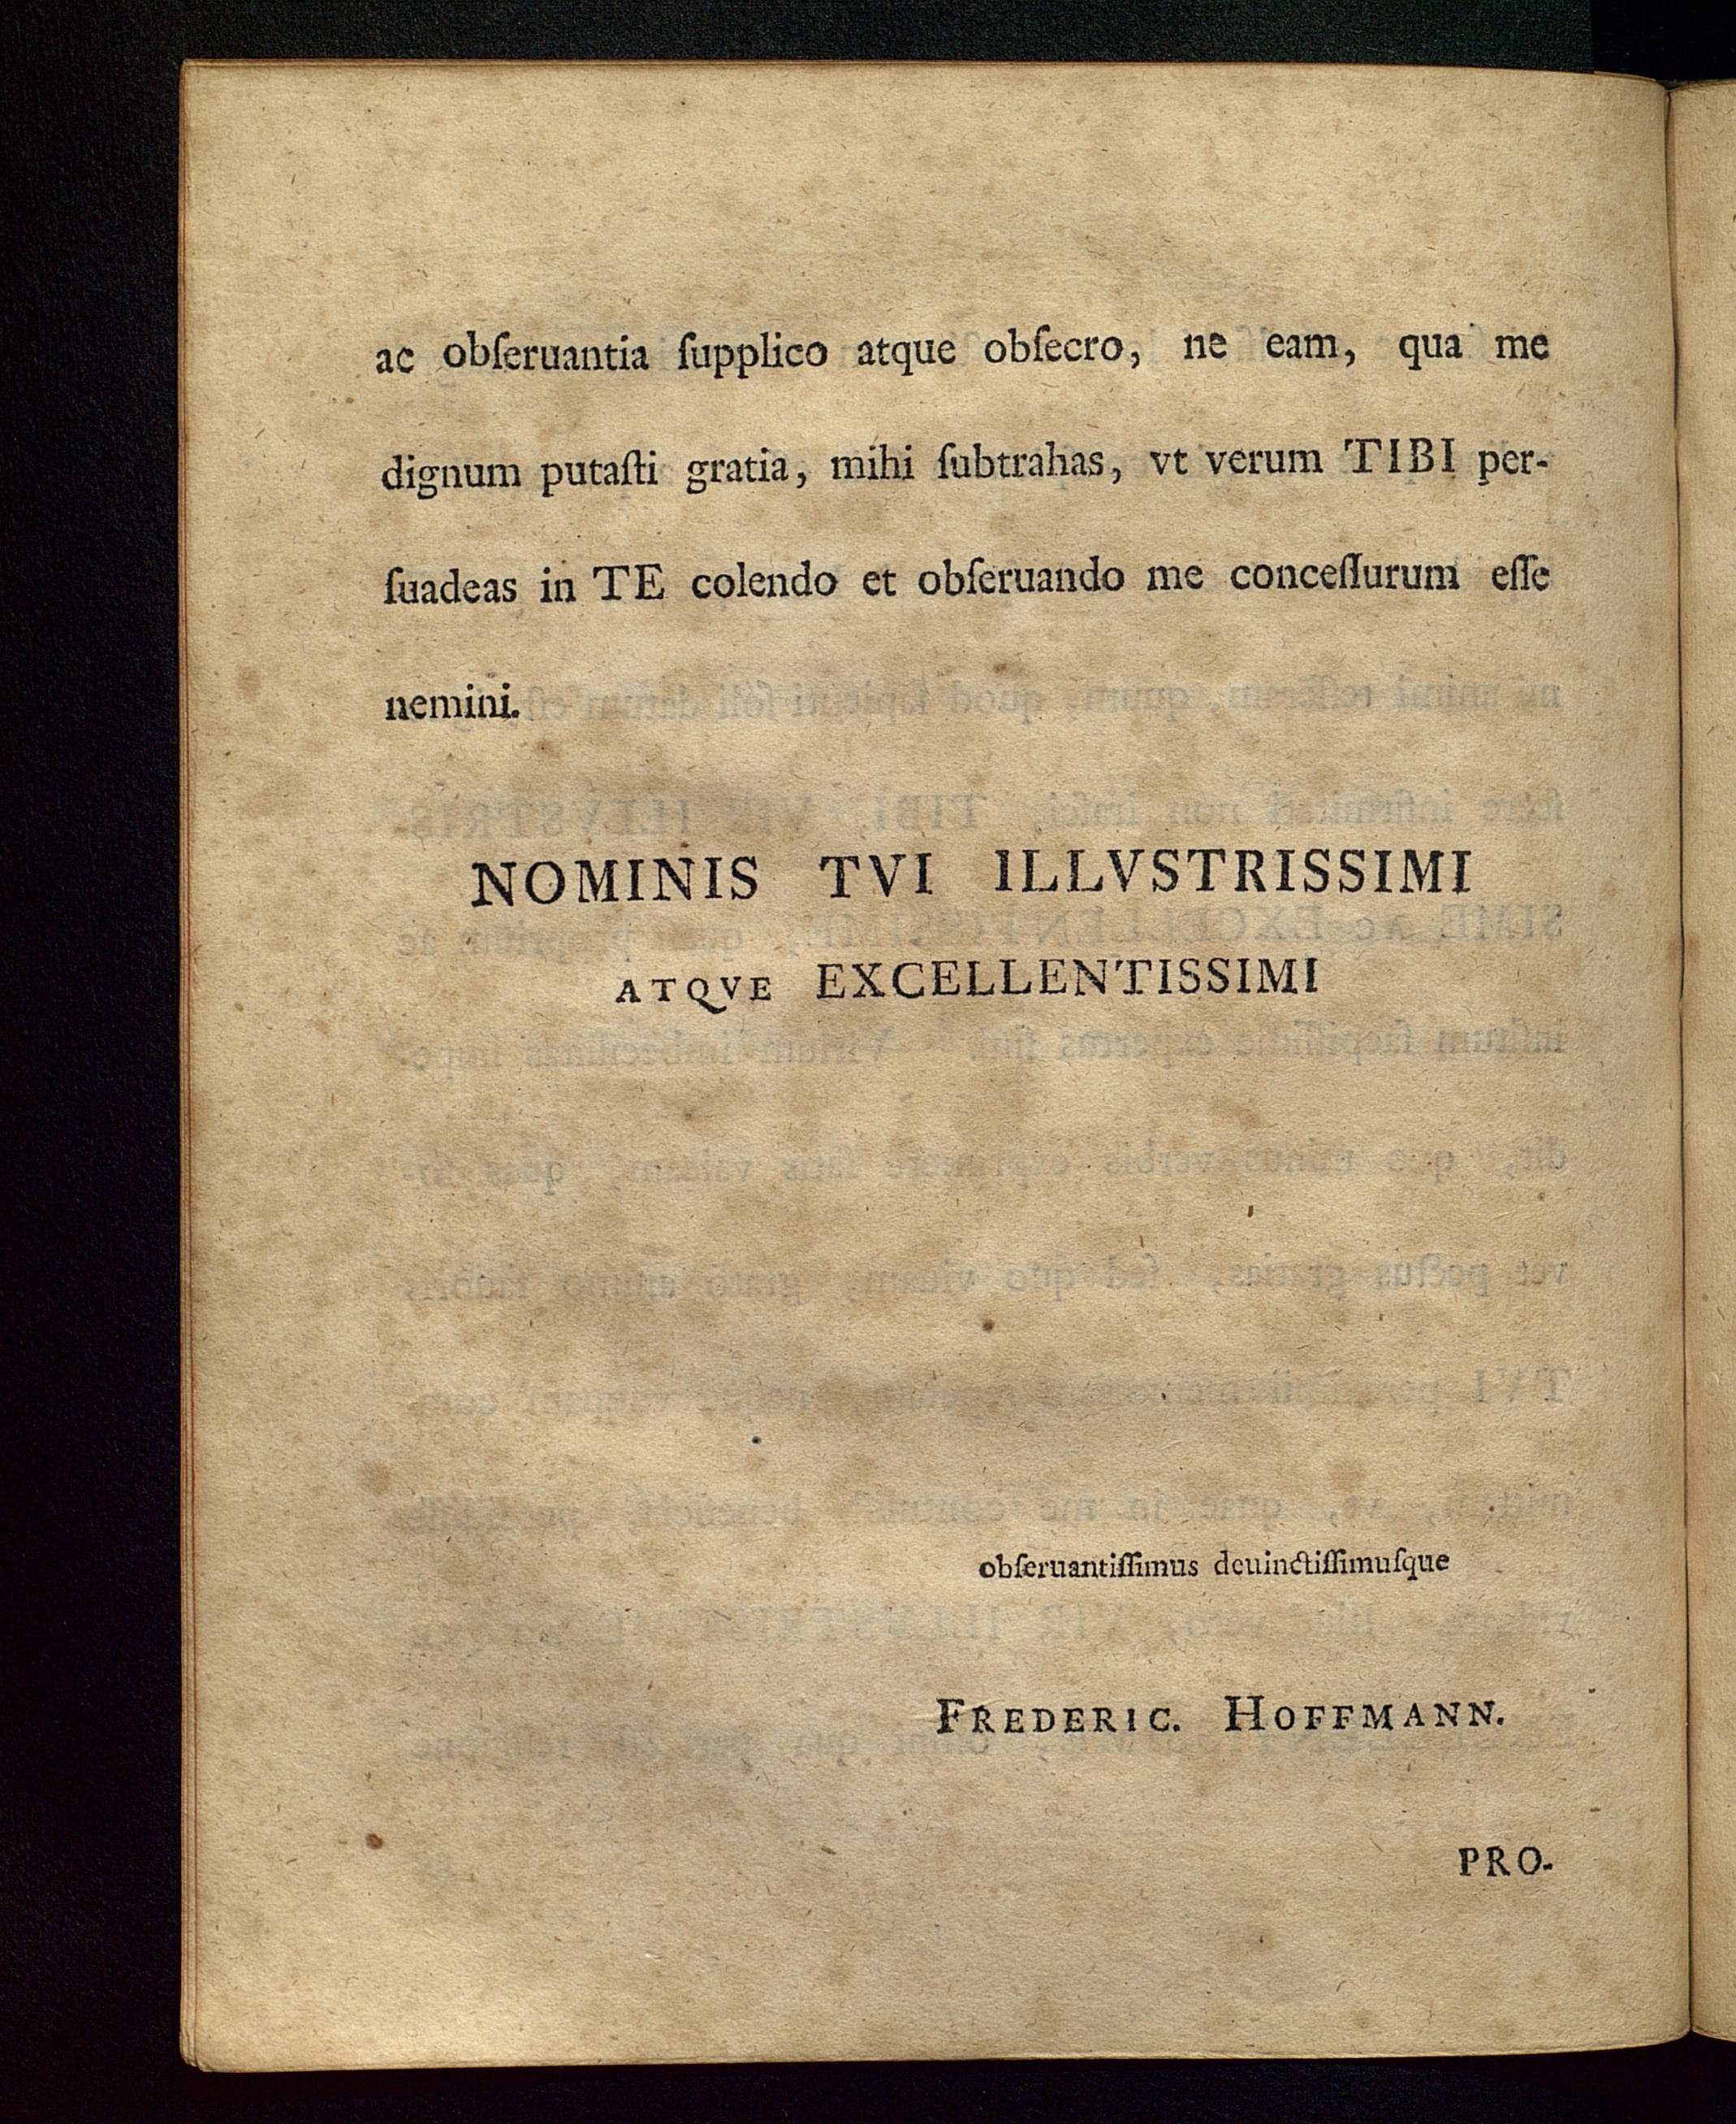 ac obſeruantia ſupplico atque obſecro, ne eam, qua me
dignum putaſti gratia, mihi ſubtrahas, vt verum TIBI per-
ſuadeas in TE colendo et obſeruando me conceſſurum eſſe
nemini.
NOMINIS TVI ILLVSTRISSIMI
ATQVE EXCELLENTISSIMI
obſeruantiſſimus deuinctiſſimuſque
FREDERIC. HOFFMANN.
PRO-